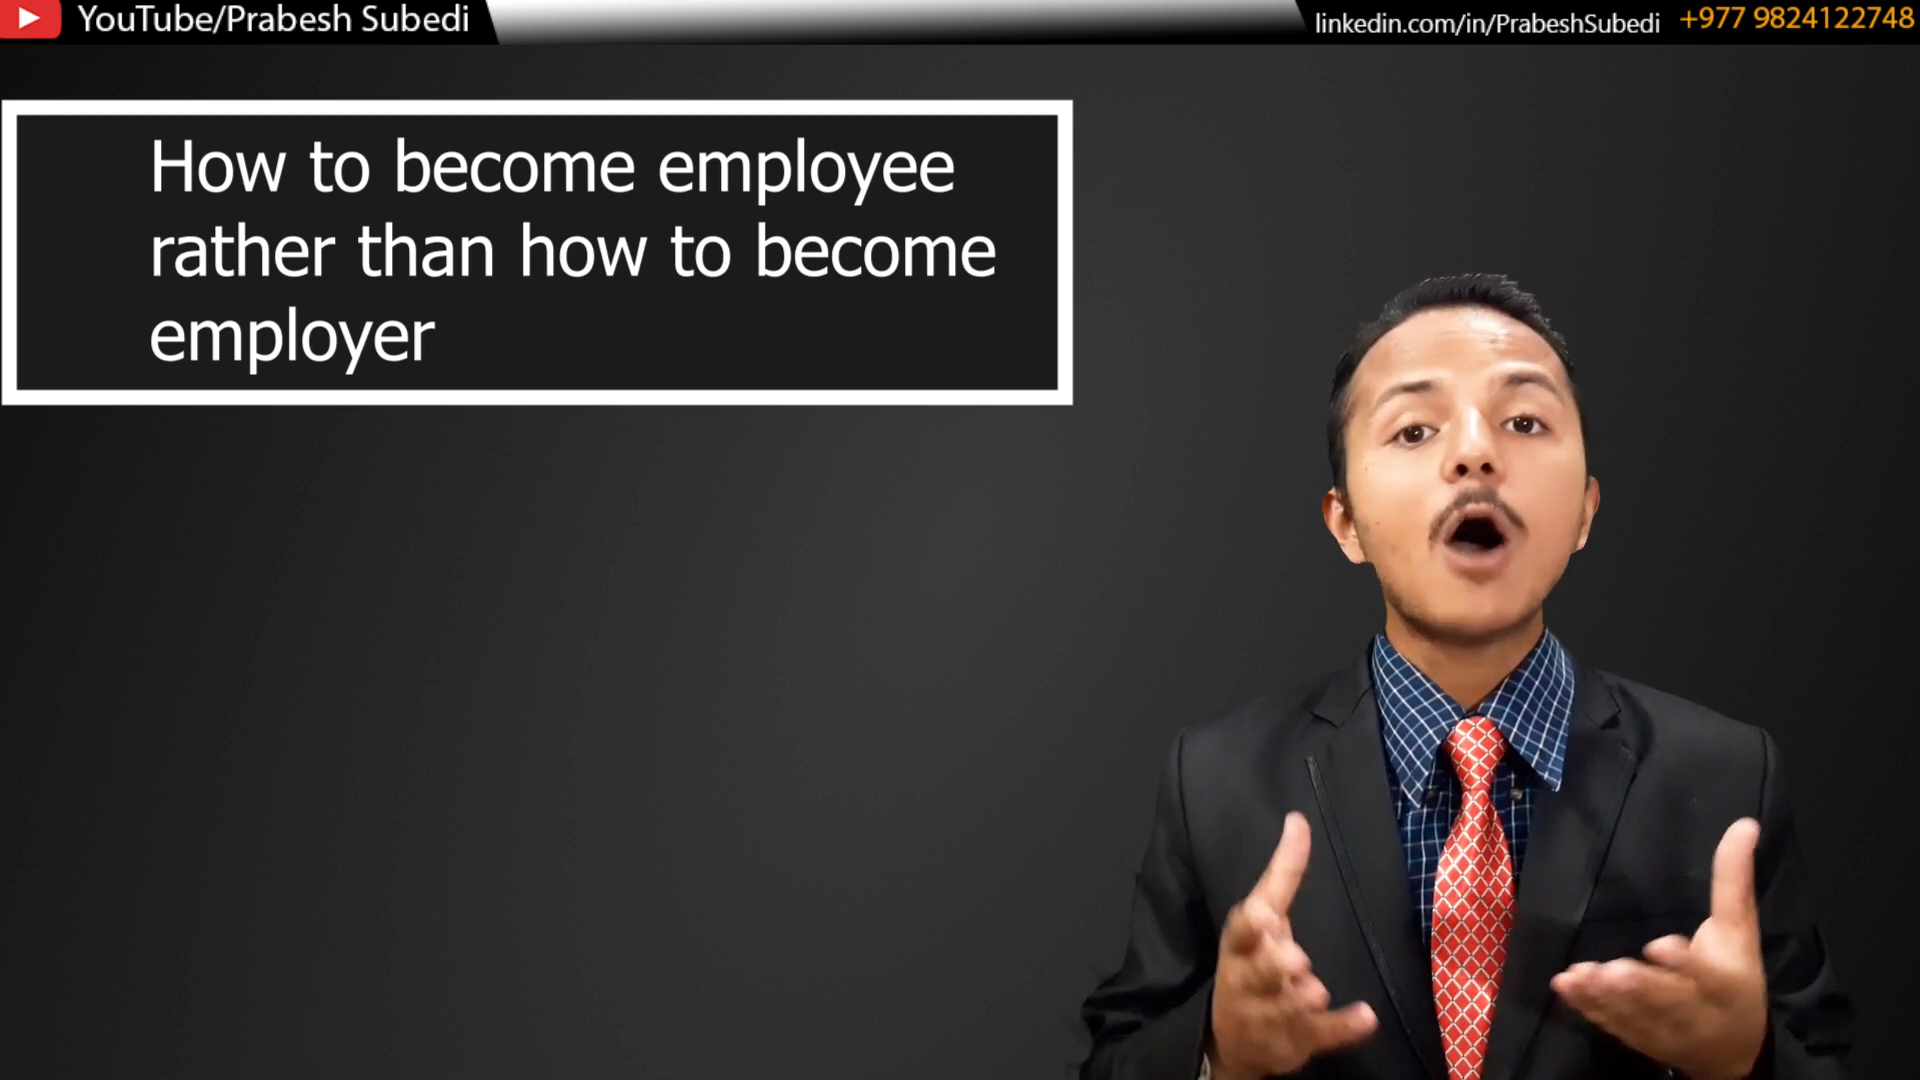 YouTube/Prabesh Subedi
linkedin.com/in/PrabeshSubedi
+977 9824122748
How to become employee
rather than how to become
employer